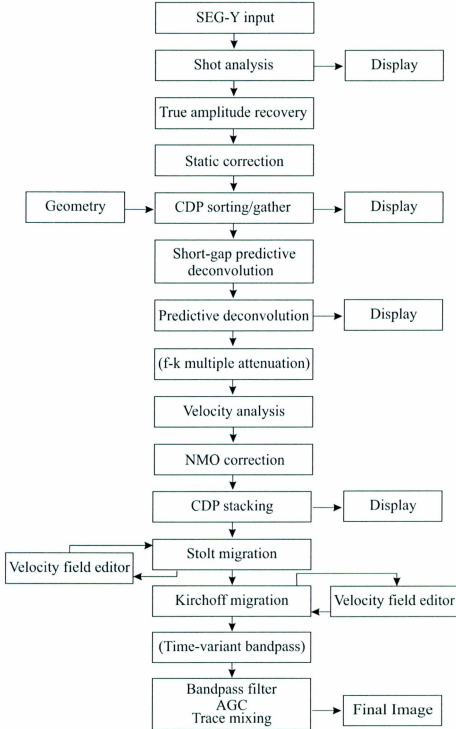 SEG-Y input
Shot analysis
Display
True amplitude recovery
Static correction
Geometry
CDP sorting/gather
Display
Short-gap predictive
deconvolution
Predictive deconvolution
Display
(f-k multiple attenuation)
Velocity analysis
NMO correction
CDP stacking
Display
Stolt migration
Velocity field editor
Kirchoff migration
Velocity field editor
(Time-variant bandpass)
Bandpass filter
AGC
Trace mixing
Final Image